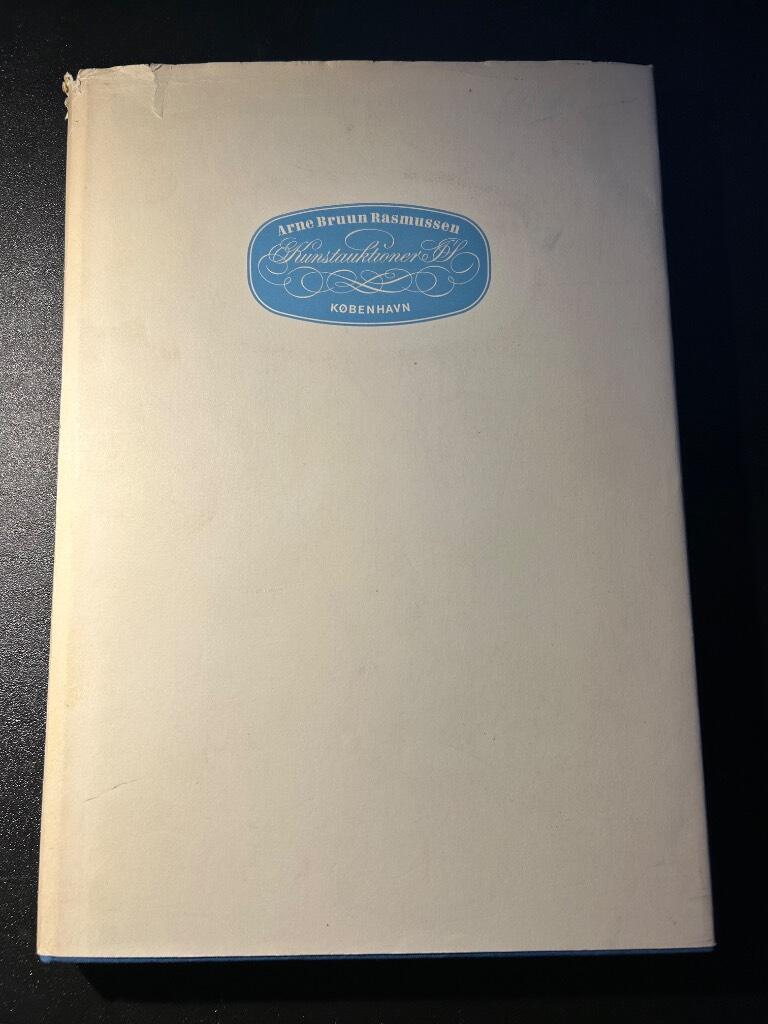 Arne Bruun Rasmussen
Kunstauktioner
KØBENHAVN